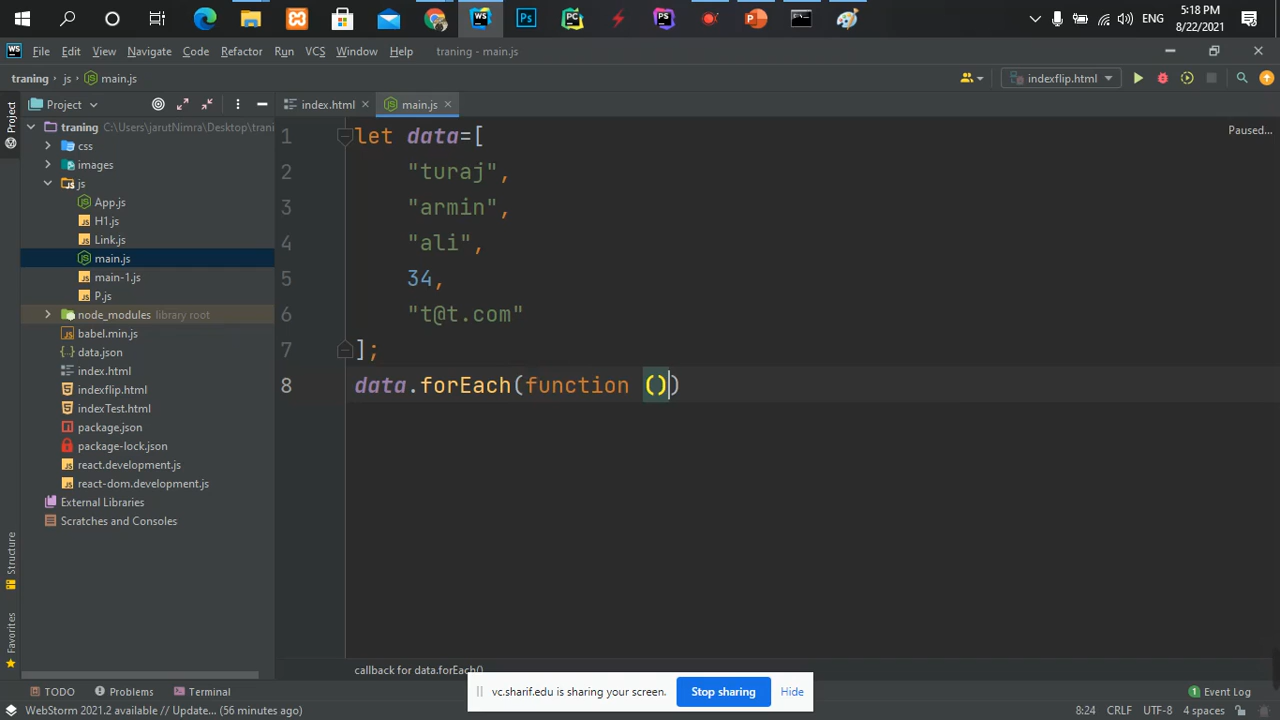 ENG
5:18 PM
8/22/2021
File Edit View Navigate Code Refactor Run VCS Window Help traning - main.js
traning js main.js indexflip.html
Project
Project index.html main.js
traning C:\Users\jarutNimra\Desktop\trani
css
images
js
App.js
H1.js
Link.js
main.js
main-1.js
P.js
node_modules library root
babel.min.js
data.json
index.html
indexflip.html
indexTest.html
package.json
package-lock.json
react.development.js
react-dom.development.js
External Libraries
Scratches and Consoles
Structure
Favorites
Paused...
1 let data=[
2 "turaj",
3 "armin",
4 "ali",
5 34,
6 "t@t.com"
7 ];
8 data.forEach(function ())
callback for data.forEach()
TODO Problems Terminal Event Log
vc.sharif.edu is sharing your screen. Stop sharing Hide
WebStorm 2021.2 available // Update... (56 minutes ago) 8:24 CRLF UTF-8 4 spaces